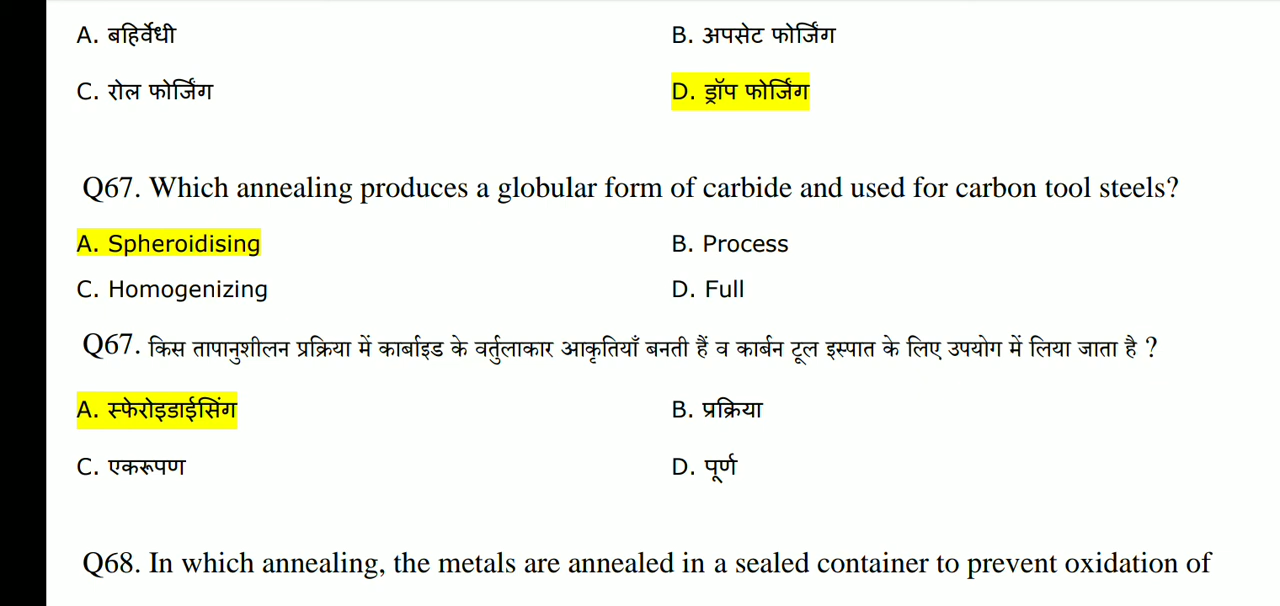 A. बहिर्वेधी B. अपसेट फोर्जिंग
C. रोल फोर्जिंग D. ड्रॉप फोर्जिंग
Q67. Which annealing produces a globular form of carbide and used for carbon tool steels?
A. Spheroidising B. Process
C. Homogenizing D. Full
Q67. किस तापानुशीलन प्रक्रिया में कार्बाइड के वर्तुलाकार आकृतियाँ बनती हैं व कार्बन टूल इस्पात के लिए उपयोग में लिया जाता है ?
A. स्फेरोइडाईसिंग B. प्रक्रिया
C. एकरूपण D. पूर्ण
Q68. In which annealing, the metals are annealed in a sealed container to prevent oxidation of